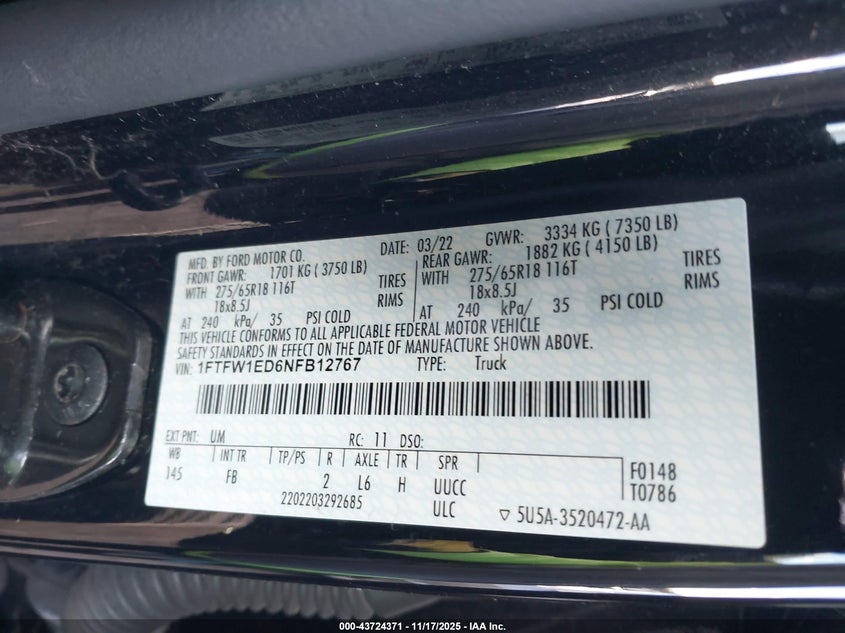 MFD. BY FORD MOTOR CO. DATE: 03/22 GVWR: 3334 KG ( 7350 LB)
FRONT GAWR: 1701 KG ( 3750 LB) REAR GAWR: 1882 KG ( 4150 LB)
WITH 275/65R18 116T TIRES WITH 275/65R18 116T TIRES
18x8.5J RIMS 18x8.5J RIMS
AT 240 kPa/ 35 PSI COLD AT 240 kPa/ 35 PSI COLD
THIS VEHICLE CONFORMS TO ALL APPLICABLE FEDERAL MOTOR VEHICLE
SAFETY STANDARDS IN EFFECT ON THE DATE OF MANUFACTURE SHOWN ABOVE.
VIN: 1FTFW1ED6NFB12767 TYPE: Truck
EXT PNT: UM RC: 11 DSO:
WB INT TR TP/PS R AXLE TR SPR
145 FB 2 L6 H UUCC F0148
2202203292685 ULC T0786
▽ 5U5A-3520472-AA
000-43724371 - 11/17/2025 - IAA Inc.